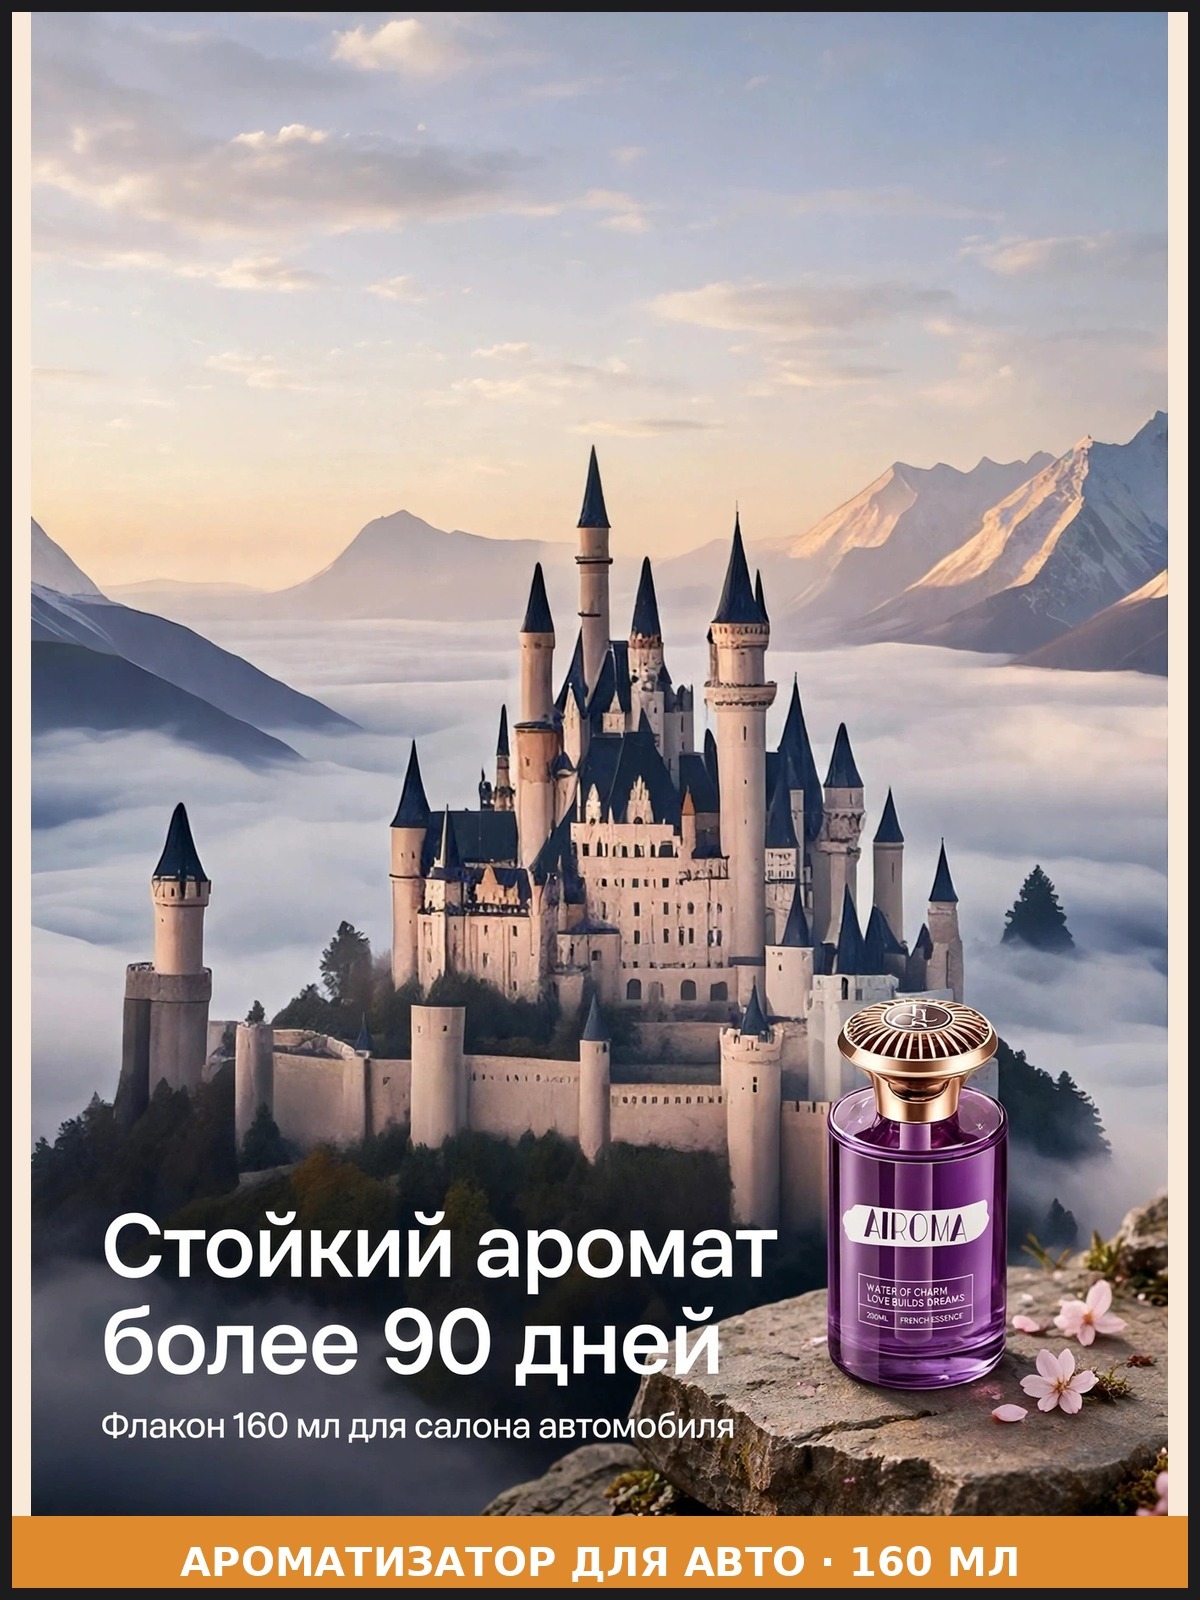 AIROMA
WATER OF CHARM
LOVE BUILDS DREAMS
200ML FRENCH ESSENCE
Стойкий аромат
более 90 дней
Флакон 160 мл для салона автомобиля
АРОМАТИЗАТОР ДЛЯ АВТО · 160 МЛ